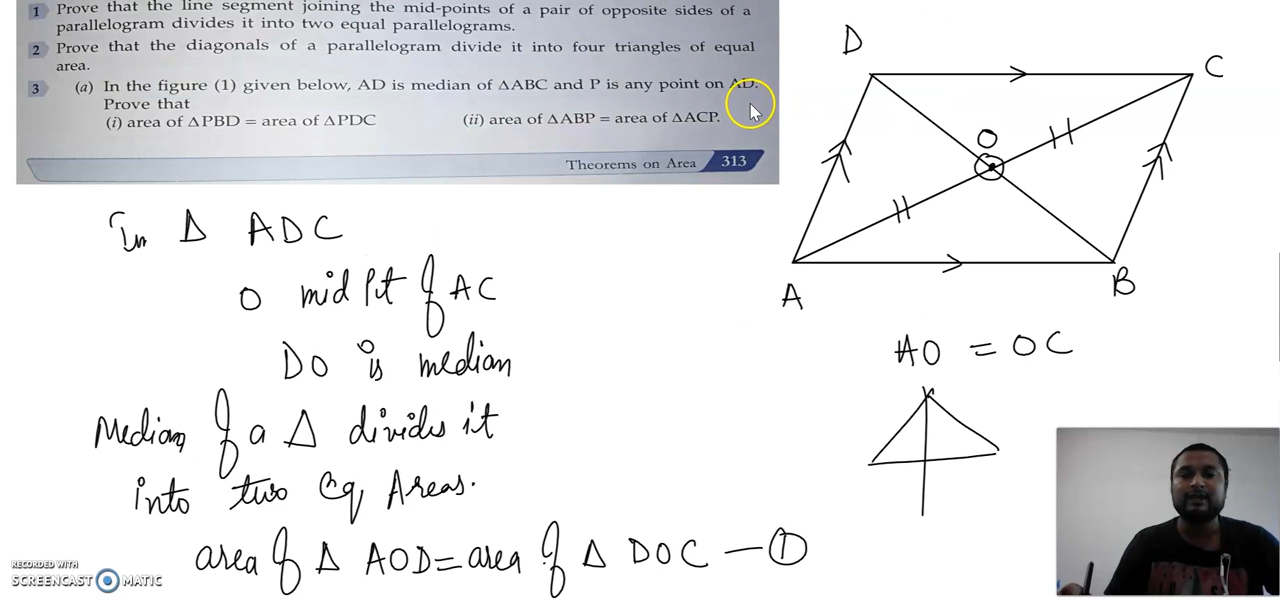 1 Prove that the line segment joining the mid-points of a pair of opposite sides of a
parallelogram divides it into two equal parallelograms.
2 Prove that the diagonals of a parallelogram divide it into four triangles of equal
area.
3 (a) In the figure (1) given below, AD is median of ΔABC and P is any point on AD.
Prove that
(i) area of ΔPBD = area of ΔPDC (ii) area of ΔABP = area of ΔACP.
Theorems on Area 313
D
C
O
A
B
In Δ ADC
O mid Pt of AC
DO is median
Median of a Δ divides it
into two Eq Areas.
area of Δ AOD = area of Δ DOC — ①
AO = OC
RECORDED WITH
SCREENCAST MATIC